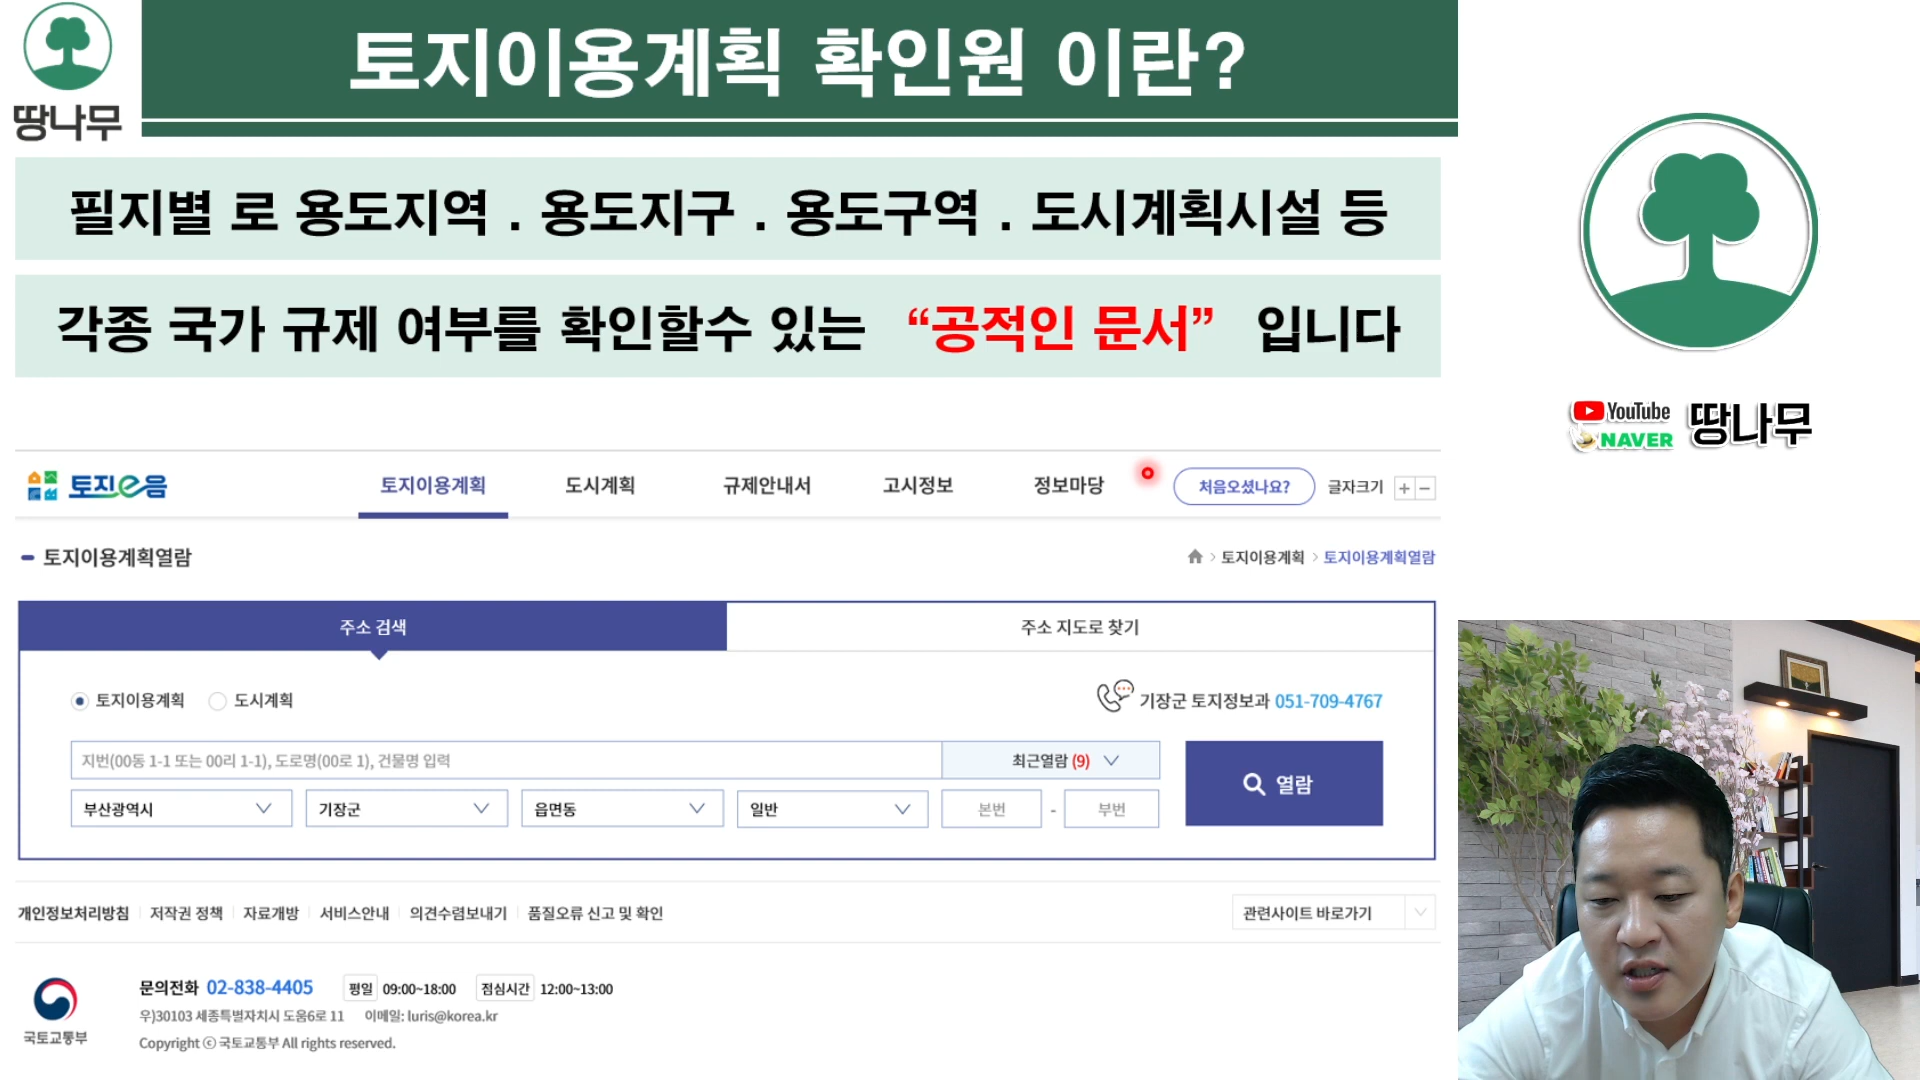 땅나무
토지이용계획 확인원 이란?
필지별 로 용도지역 . 용도지구 . 용도구역 . 도시계획시설 등
각종 국가 규제 여부를 확인할수 있는 “공적인 문서” 입니다
YouTube
NAVER
땅나무
토지e음
토지이용계획 도시계획 규제안내서 고시정보 정보마당 처음오셨나요? 글자크기 + −
토지이용계획열람
토지이용계획 > 토지이용계획열람
주소 검색 주소 지도로 찾기
토지이용계획 도시계획
기장군 토지정보과 051-709-4767
지번(00동 1-1 또는 00리 1-1), 도로명(00로 1), 건물명 입력 최근열람 (9)
열람
부산광역시 기장군 읍면동 일반 본번 - 부번
개인정보처리방침 저작권 정책 자료개방 서비스안내 의견수렴보내기 품질오류 신고 및 확인
관련사이트 바로가기
국토교통부
문의전화 02-838-4405 평일 09:00~18:00 점심시간 12:00~13:00
우)30103 세종특별자치시 도움6로 11 이메일: luris@korea.kr
Copyright ⓒ 국토교통부 All rights reserved.